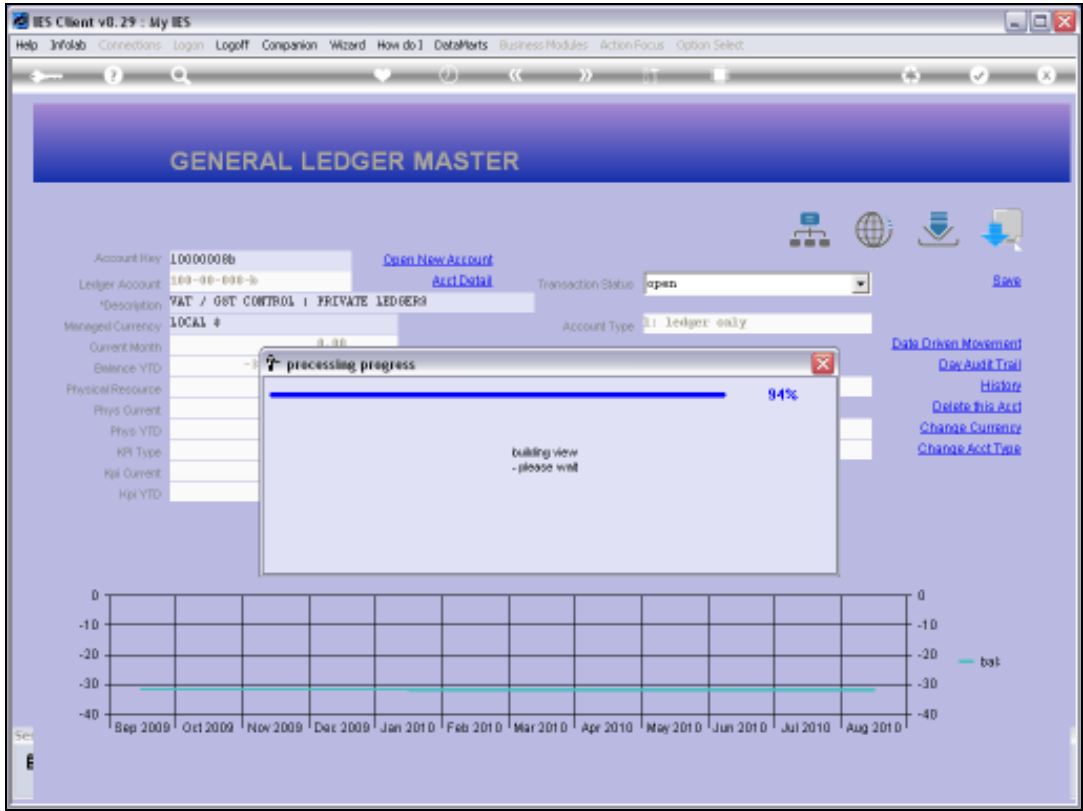 IES Client v8.29 : My IES
Help Infolab Connections Logon Logoff Companion Wizard How do I DataMarts Business Modules Action Focus Option Select
GENERAL LEDGER MASTER
Account Key 10000008b Open New Account
Ledger Account 100-00-008-b Acct Detail Transaction Status open Save
*Description VAT / GST CONTROL : PRIVATE LEDGERS
Managed Currency LOCAL # Account Type 1: ledger only
Current Month 0.00 Date Driven Movement
Balance YTD Day Audit Trail
Physical Resource History
Phys Current Delete this Acct
Phys YTD Change Currency
KPI Type Change Acct Type
Kpi Current
Kpi YTD
processing progress
94%
building view
- please wait
0 0
-10 -10
-20 -20
bal:
-30 -30
-40 -40
Sep 2009 Oct 2009 Nov 2009 Dec 2009 Jan 2010 Feb 2010 Mar 2010 Apr 2010 May 2010 Jun 2010 Jul 2010 Aug 2010